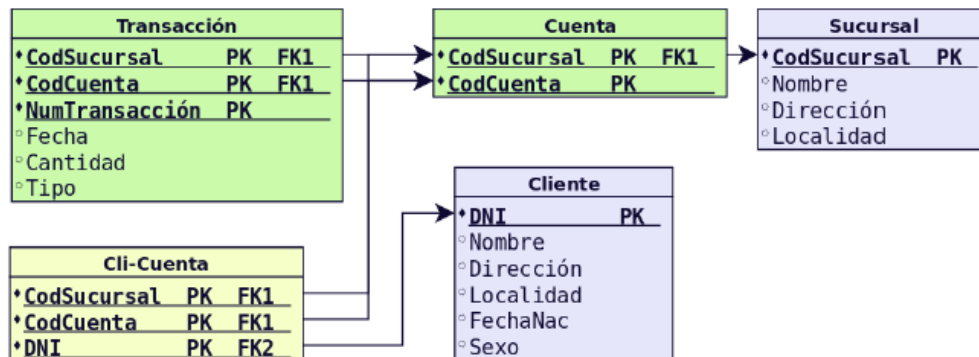 Transacción
CodSucursal PK FK1
CodCuenta PK FK1
NumTransacción PK
Fecha
Cantidad
Tipo
Cuenta
CodSucursal PK FK1
CodCuenta PK
Sucursal
CodSucursal PK
Nombre
Dirección
Localidad
Cli-Cuenta
CodSucursal PK FK1
CodCuenta PK FK1
DNI PK FK2
Cliente
DNI PK
Nombre
Dirección
Localidad
FechaNac
Sexo